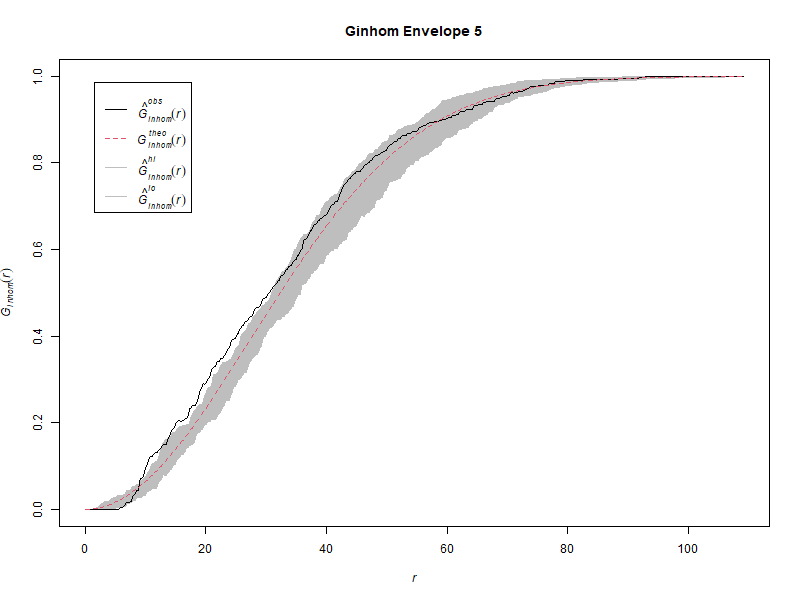 Ginhom Envelope 5
Ĝ^obs_inhom(r)
G^theo_inhom(r)
Ĝ^hi_inhom(r)
Ĝ^lo_inhom(r)
G_inhom(r)
1.0
0.8
0.6
0.4
0.2
0.0
0 20 40 60 80 100
r